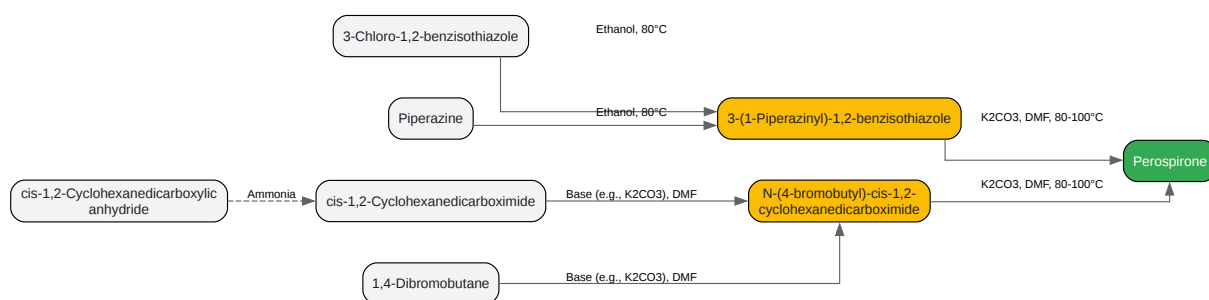 3-Chloro-1,2-benzisothiazole
Ethanol, 80°C
Piperazine
Ethanol, 80°C
3-(1-Piperazinyl)-1,2-benzisothiazole
K2CO3, DMF, 80-100°C
Perospirone
cis-1,2-Cyclohexanedicarboxylic
anhydride
Ammonia
cis-1,2-Cyclohexanedicarboximide
Base (e.g., K2CO3), DMF
N-(4-bromobutyl)-cis-1,2-
cyclohexanedicarboximide
K2CO3, DMF, 80-100°C
1,4-Dibromobutane
Base (e.g., K2CO3), DMF